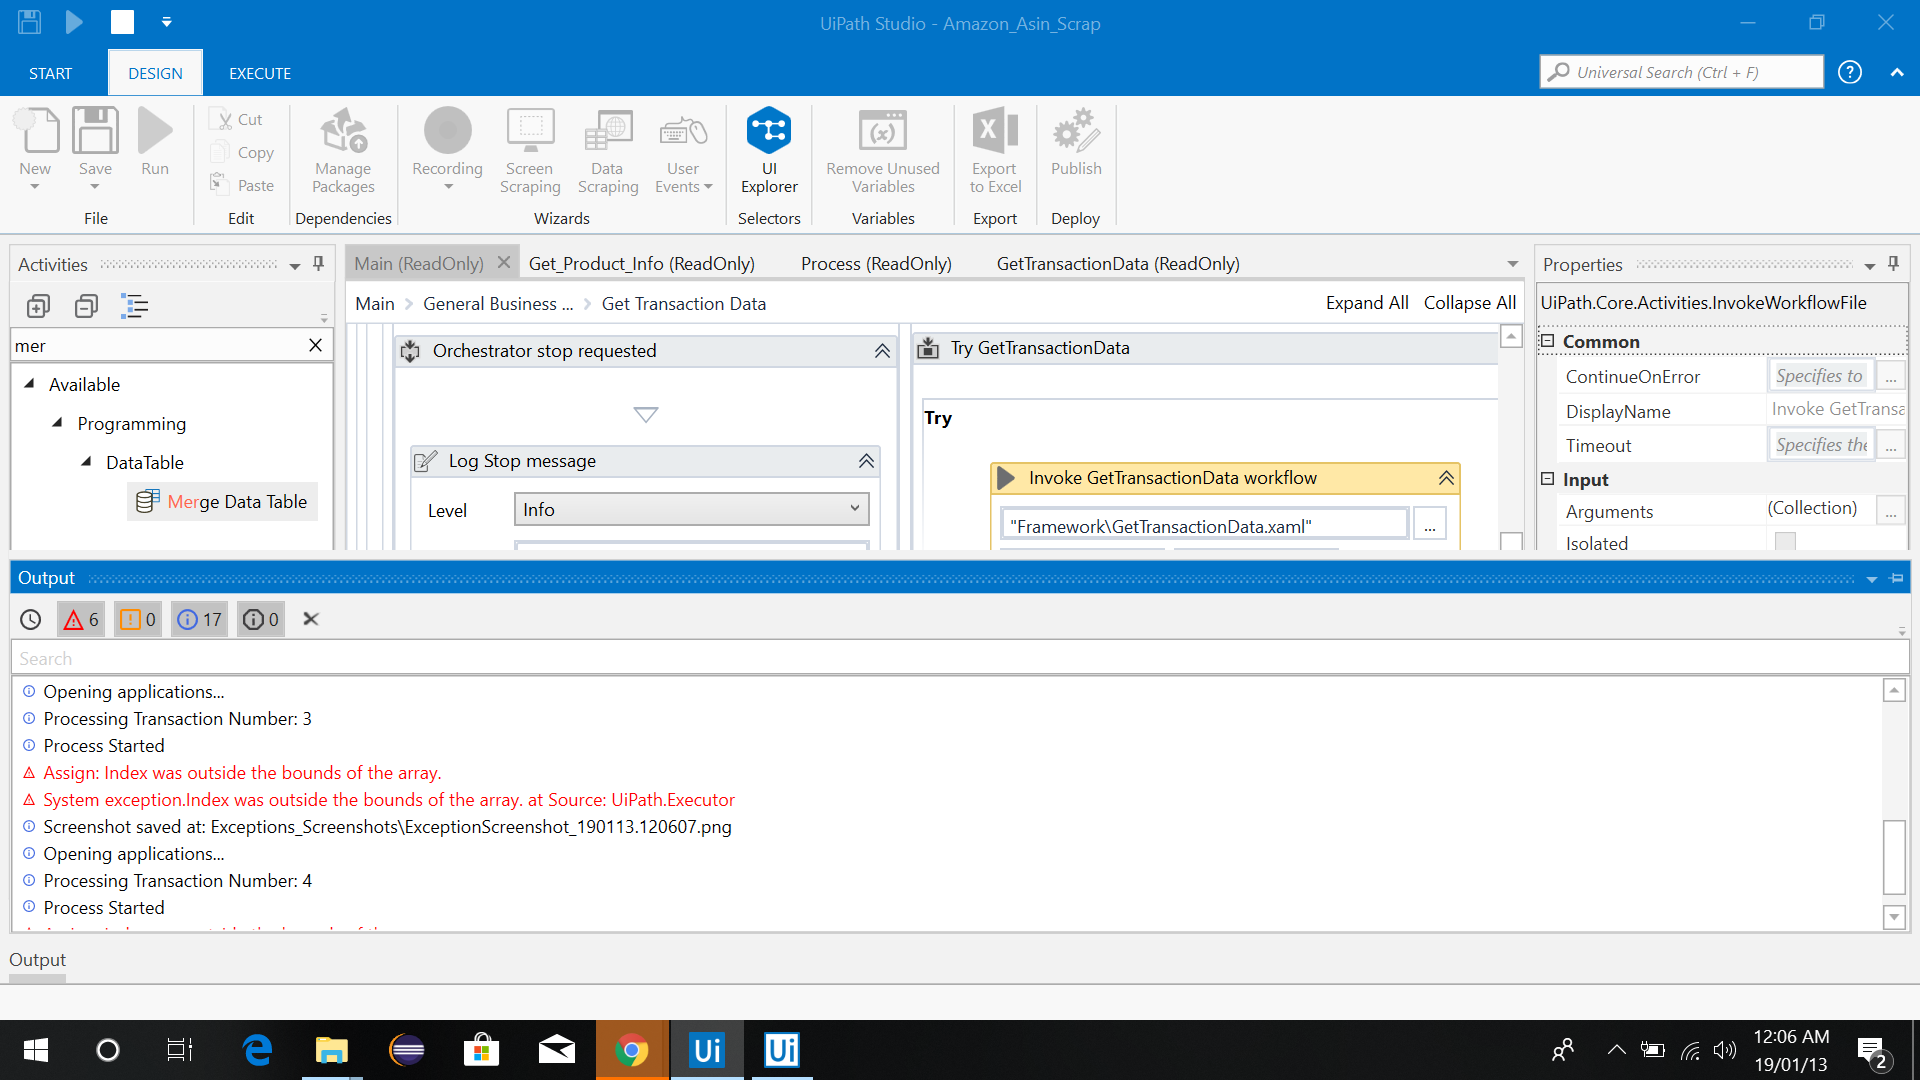 UiPath Studio - Amazon_Asin_Scrap
START DESIGN EXECUTE
Universal Search (Ctrl + F)
?
New Save Run
Cut
Copy
Paste
Manage Packages
Recording
Screen Scraping
Data Scraping
User Events
UI Explorer
Remove Unused Variables
Export to Excel
Publish
File Edit Dependencies Wizards Selectors Variables Export Deploy
Activities
mer
Available
Programming
DataTable
Merge Data Table
Main (ReadOnly) Get_Product_Info (ReadOnly) Process (ReadOnly) GetTransactionData (ReadOnly)
Main > General Business ... > Get Transaction Data
Expand All Collapse All
Orchestrator stop requested
Log Stop message
Level Info
Try GetTransactionData
Try
Invoke GetTransactionData workflow
"Framework\GetTransactionData.xaml" ...
Properties
UiPath.Core.Activities.InvokeWorkflowFile
Common
ContinueOnError Specifies to ...
DisplayName Invoke GetTransa
Timeout Specifies the ...
Input
Arguments (Collection) ...
Isolated
Output
6 0 17 0
Search
Opening applications...
Processing Transaction Number: 3
Process Started
Assign: Index was outside the bounds of the array.
System exception.Index was outside the bounds of the array. at Source: UiPath.Executor
Screenshot saved at: Exceptions_Screenshots\ExceptionScreenshot_190113.120607.png
Opening applications...
Processing Transaction Number: 4
Process Started
Output
Ui Ui
12:06 AM
19/01/13
2